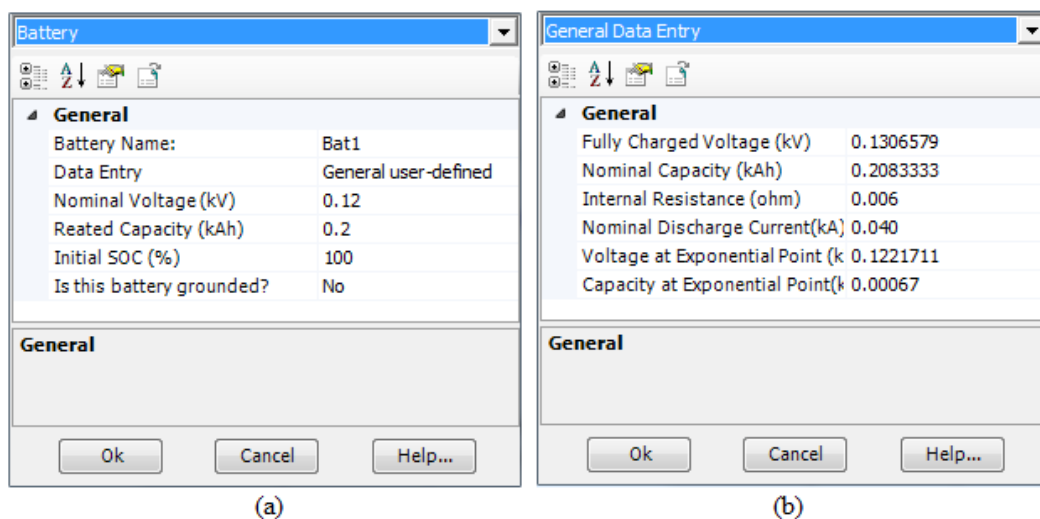 Battery
General
Battery Name: Bat1
Data Entry General user-defined
Nominal Voltage (kV) 0.12
Reated Capacity (kAh) 0.2
Initial SOC (%) 100
Is this battery grounded? No
General
Ok Cancel Help...
(a)
General Data Entry
General
Fully Charged Voltage (kV) 0.1306579
Nominal Capacity (kAh) 0.2083333
Internal Resistance (ohm) 0.006
Nominal Discharge Current(kA) 0.040
Voltage at Exponential Point (k 0.1221711
Capacity at Exponential Point(k 0.00067
General
Ok Cancel Help...
(b)